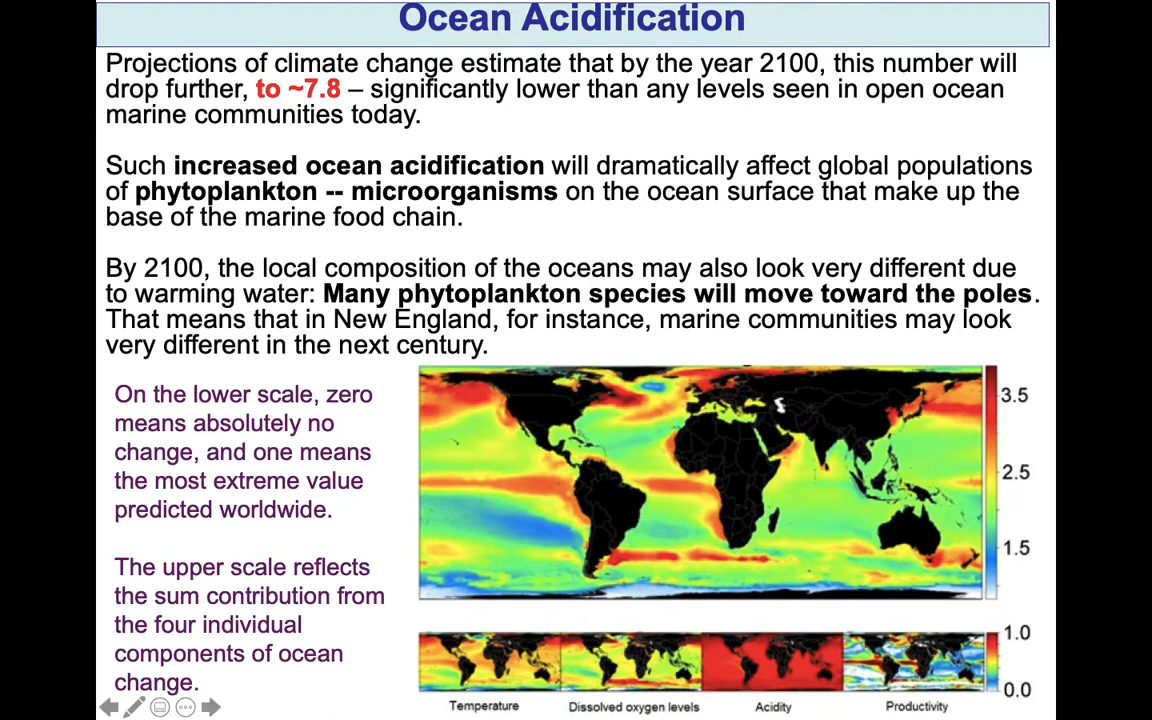 Ocean Acidification
Projections of climate change estimate that by the year 2100, this number will
drop further, to ~7.8 – significantly lower than any levels seen in open ocean
marine communities today.
Such increased ocean acidification will dramatically affect global populations
of phytoplankton -- microorganisms on the ocean surface that make up the
base of the marine food chain.
By 2100, the local composition of the oceans may also look very different due
to warming water: Many phytoplankton species will move toward the poles.
That means that in New England, for instance, marine communities may look
very different in the next century.
On the lower scale, zero
means absolutely no
change, and one means
the most extreme value
predicted worldwide.
The upper scale reflects
the sum contribution from
the four individual
components of ocean
change.
3.5
2.5
1.5
1.0
0.0
Temperature
Dissolved oxygen levels
Acidity
Productivity